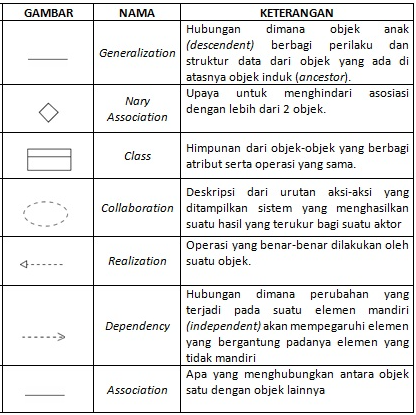 GAMBAR NAMA KETERANGAN
Generalization
Hubungan dimana objek anak
(descendent) berbagi perilaku dan
struktur data dari objek yang ada di
atasnya objek induk (ancestor).
Nary
Association
Upaya untuk menghindari asosiasi
dengan lebih dari 2 objek.
Class
Himpunan dari objek-objek yang berbagi
atribut serta operasi yang sama.
Collaboration
Deskripsi dari urutan aksi-aksi yang
ditampilkan sistem yang menghasilkan
suatu hasil yang terukur bagi suatu aktor
Realization
Operasi yang benar-benar dilakukan oleh
suatu objek.
Dependency
Hubungan dimana perubahan yang
terjadi pada suatu elemen mandiri
(independent) akan mempegaruhi elemen
yang bergantung padanya elemen yang
tidak mandiri
Association
Apa yang menghubungkan antara objek
satu dengan objek lainnya